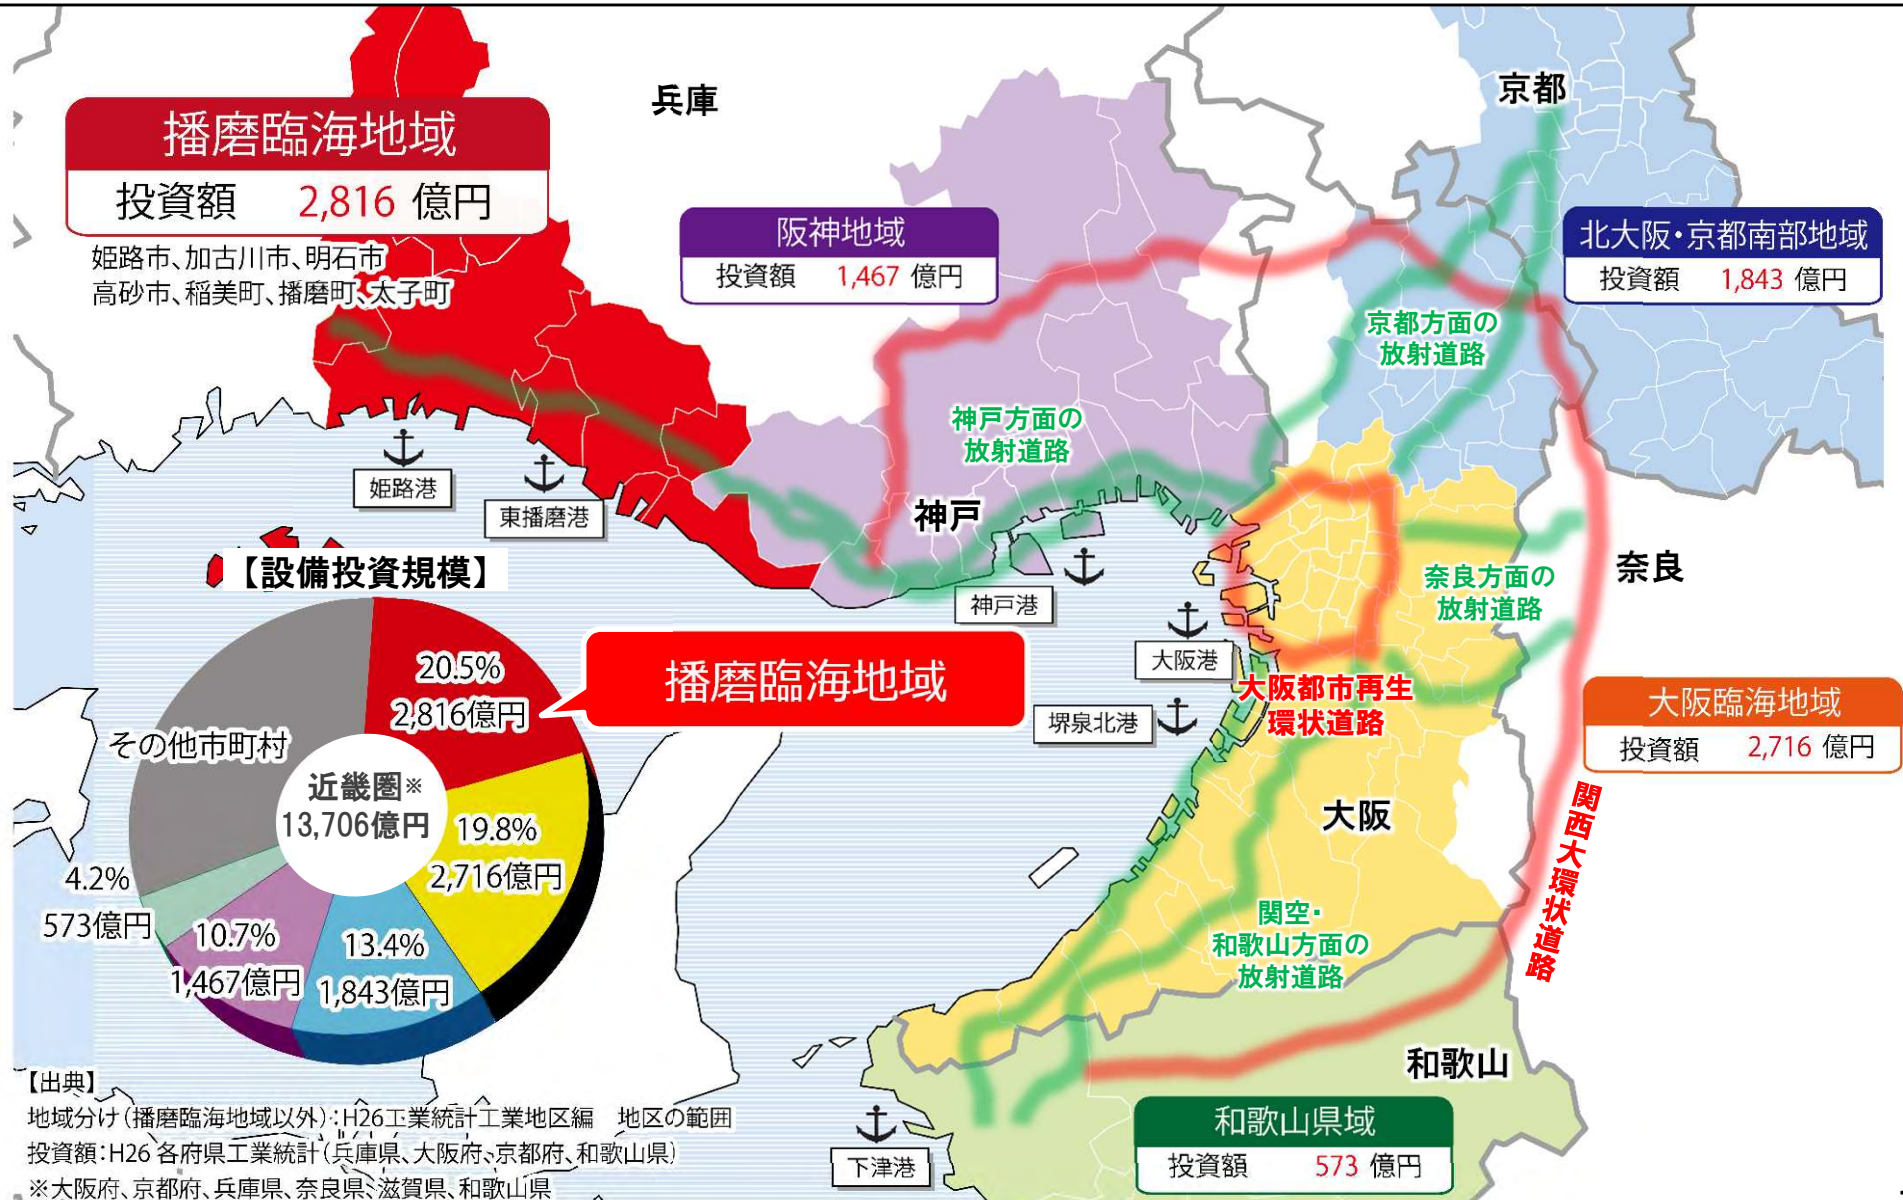 兵庫
京都
播磨臨海地域
投資額 2,816 億円
姫路市、加古川市、明石市
高砂市、稲美町、播磨町、太子町
阪神地域
投資額 1,467 億円
北大阪・京都南部地域
投資額 1,843 億円
京都方面の
放射道路
神戸方面の
放射道路
姫路港
東播磨港
神戸
神戸港
奈良
奈良方面の
放射道路
大阪港
堺泉北港
大阪都市再生
環状道路
大阪臨海地域
投資額 2,716 億円
関西大環状道路
大阪
関空・
和歌山方面の
放射道路
和歌山
和歌山県域
投資額 573 億円
下津港
【設備投資規模】
播磨臨海地域
20.5%
2,816億円
19.8%
2,716億円
13.4%
1,843億円
10.7%
1,467億円
4.2%
573億円
その他市町村
近畿圏※
13,706億円
【出典】
地域分け(播磨臨海地域以外):H26工業統計工業地区編 地区の範囲
投資額:H26 各府県工業統計(兵庫県、大阪府、京都府、和歌山県)
※大阪府、京都府、兵庫県、奈良県、滋賀県、和歌山県